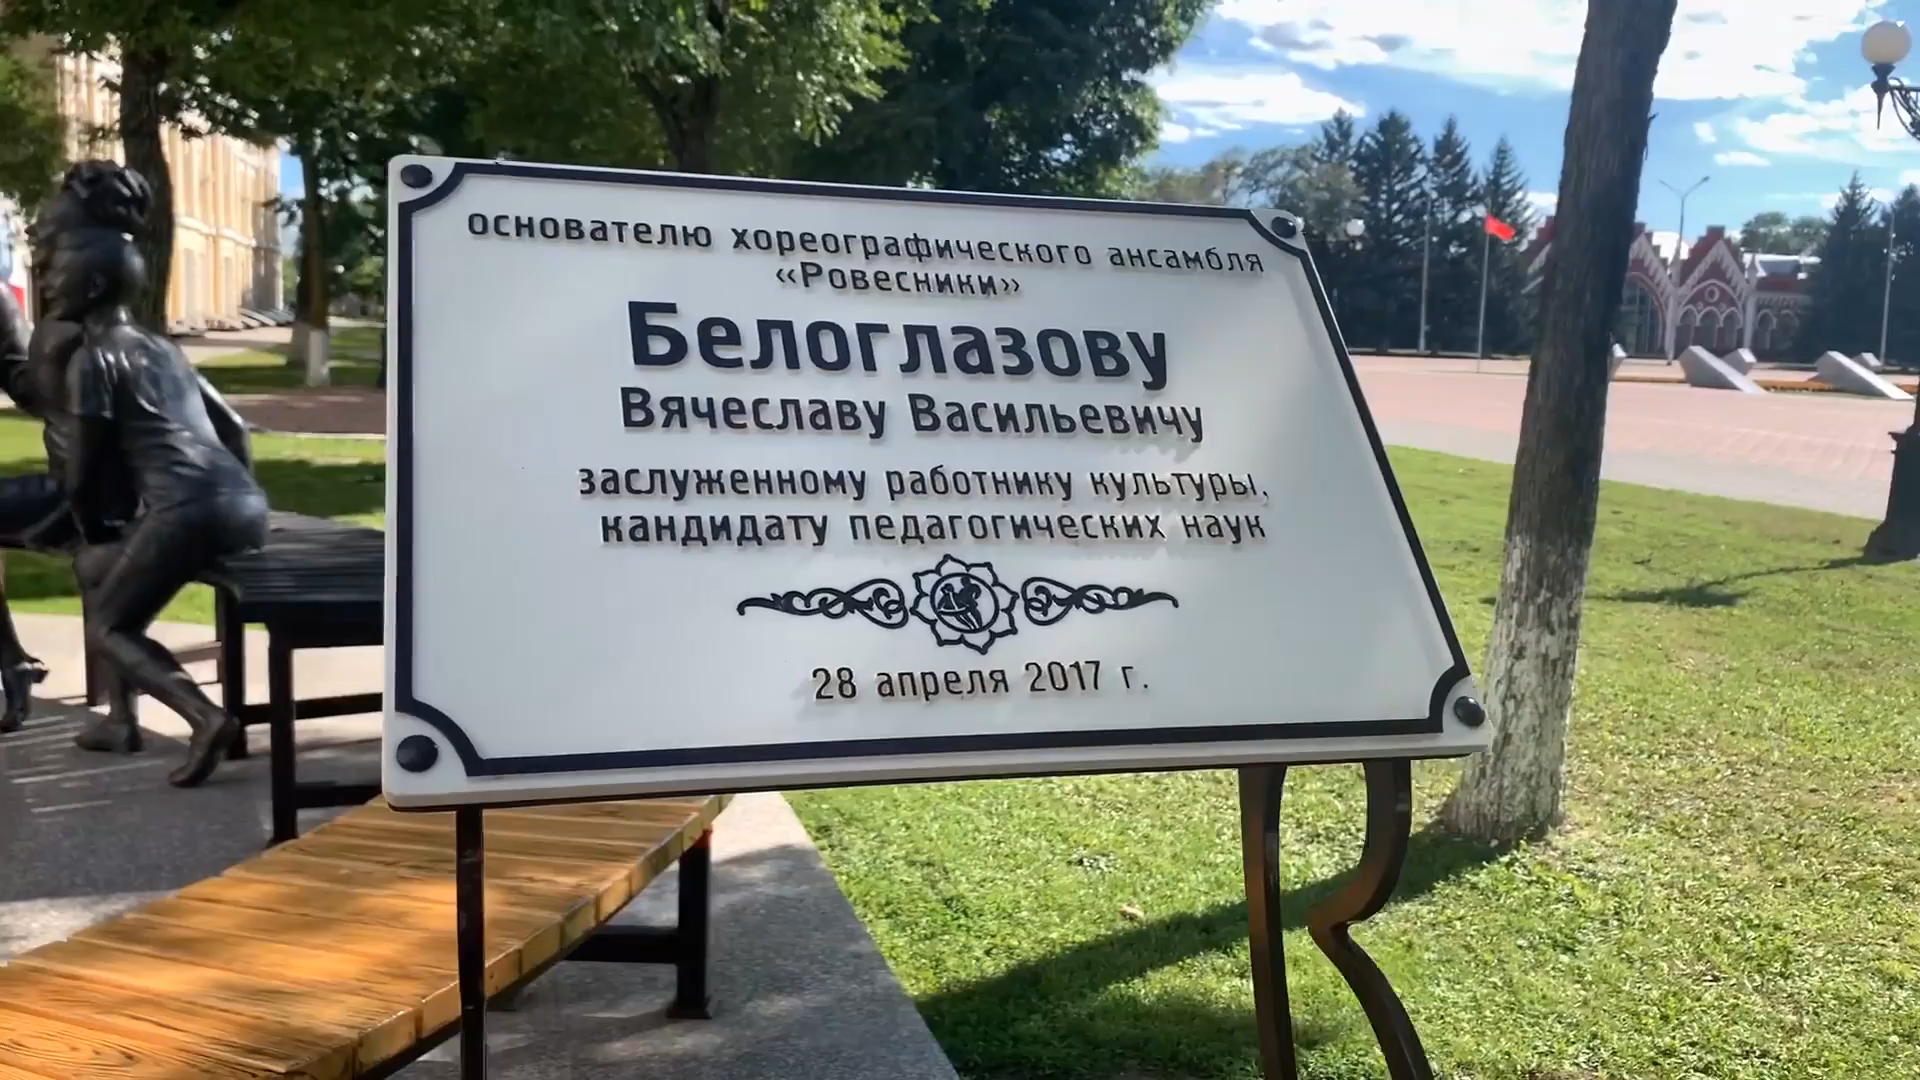 основателю хореографического ансамбля
«Ровесники»
Белоглазову
Вячеславу Васильевичу
заслуженному работнику культуры,
кандидату педагогических наук
28 апреля 2017 г.